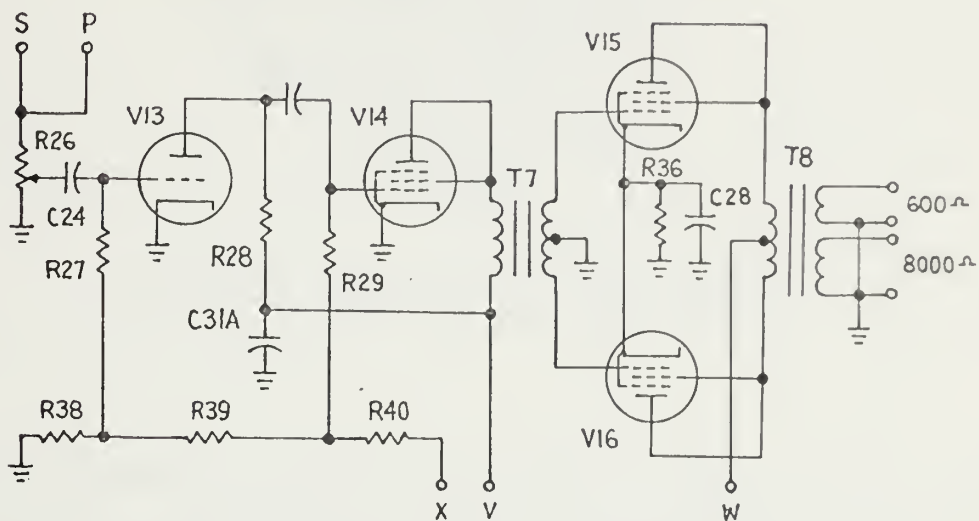 S P
V13
V14
V15
R26
C24
R27
R28
R29
C31A
T7
R36
C28
T8
600 Ω
8000 Ω
V16
R38
R39
R40
X V W